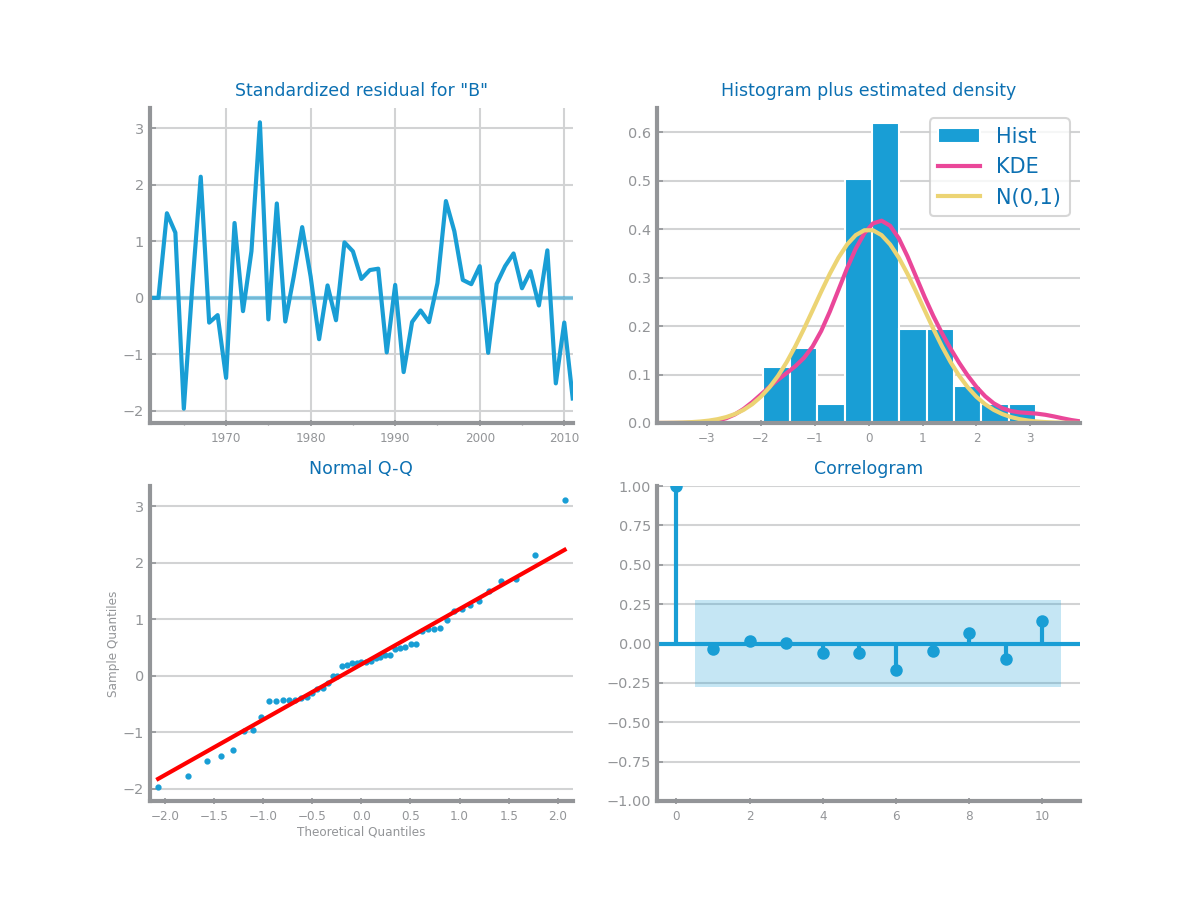 Standardized residual for "B"
3
2
1
0
−1
−2
1970 1980 1990 2000 2010
Histogram plus estimated density
0.6
0.5
0.4
0.3
0.2
0.1
0.0
−3 −2 −1 0 1 2 3
Hist
KDE
N(0,1)
Normal Q-Q
Sample Quantiles
3
2
1
0
−1
−2
−2.0 −1.5 −1.0 −0.5 0.0 0.5 1.0 1.5 2.0
Theoretical Quantiles
Correlogram
1.00
0.75
0.50
0.25
0.00
−0.25
−0.50
−0.75
−1.00
0 2 4 6 8 10